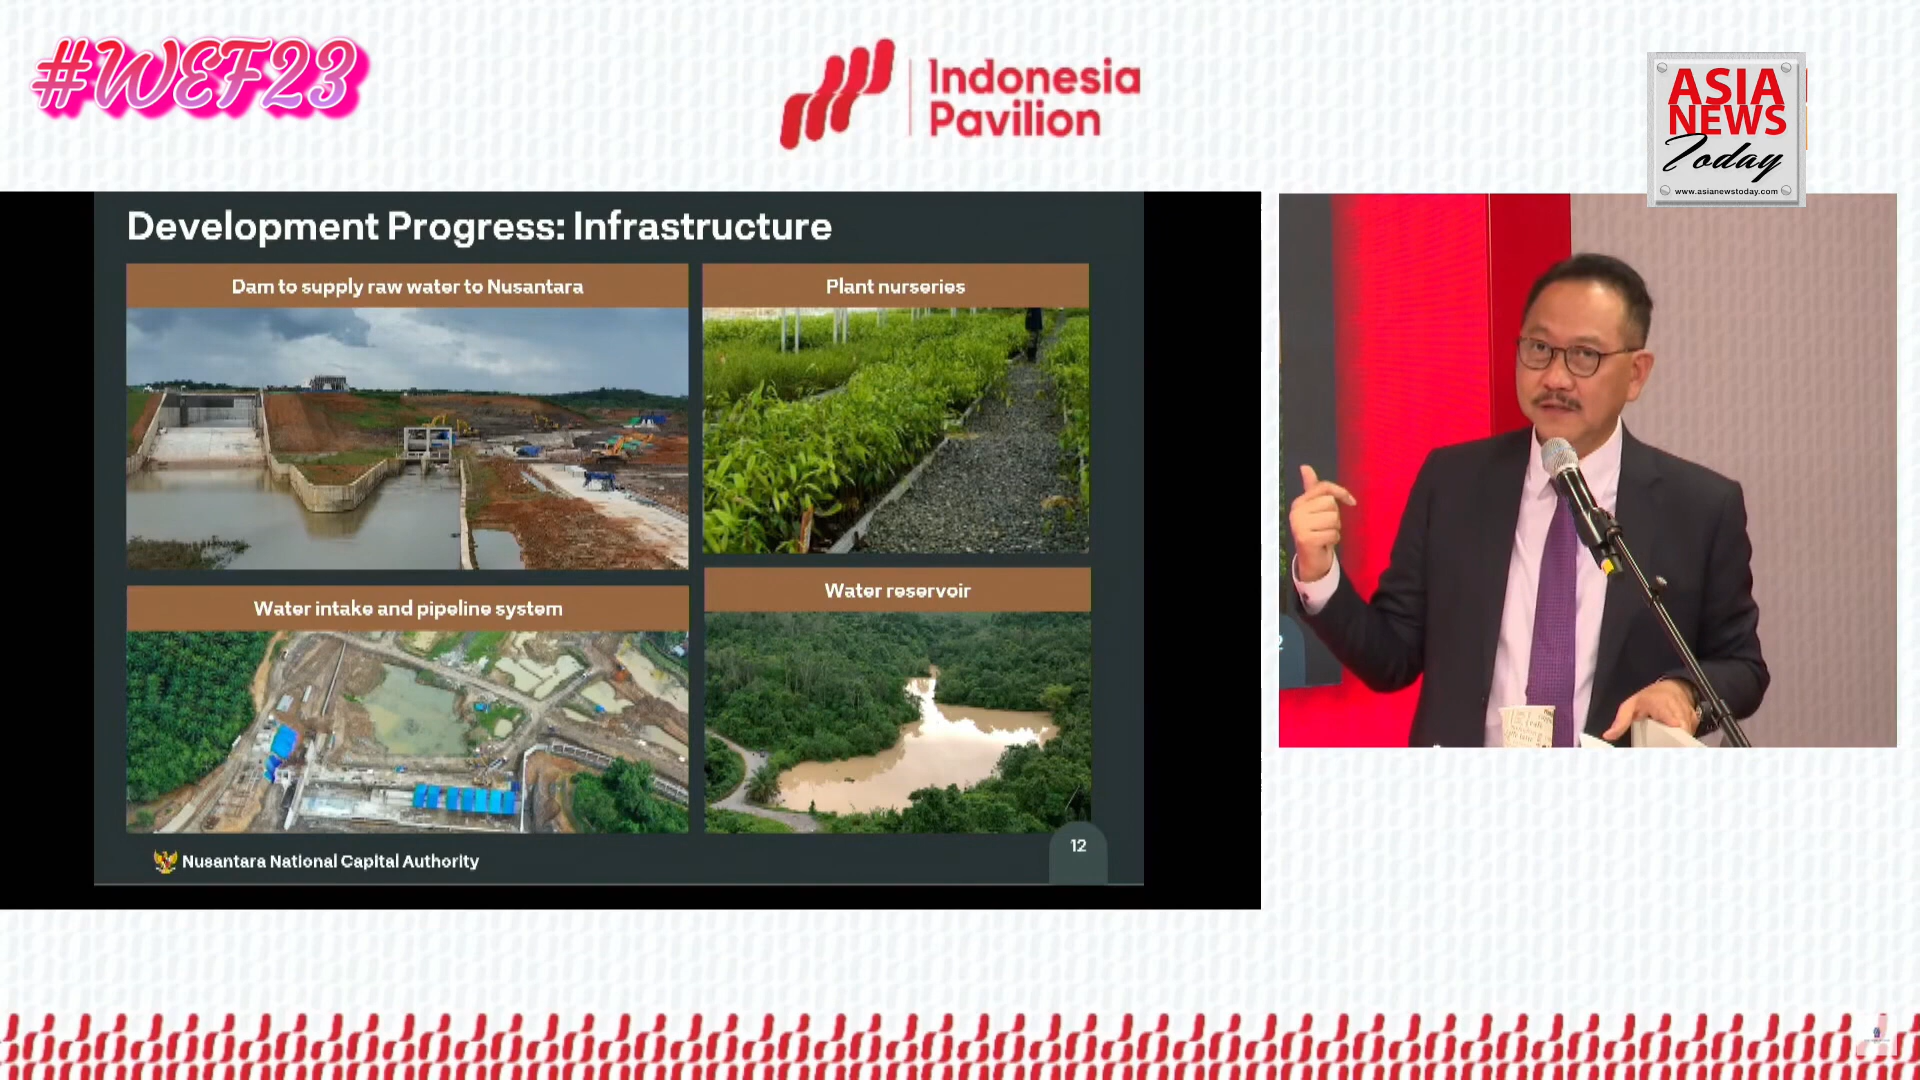 #WEF23
Indonesia
Pavilion
ASIA
NEWS
Today
www.asianewstoday.com
Development Progress: Infrastructure
Dam to supply raw water to Nusantara
Plant nurseries
Water intake and pipeline system
Water reservoir
Nusantara National Capital Authority
12